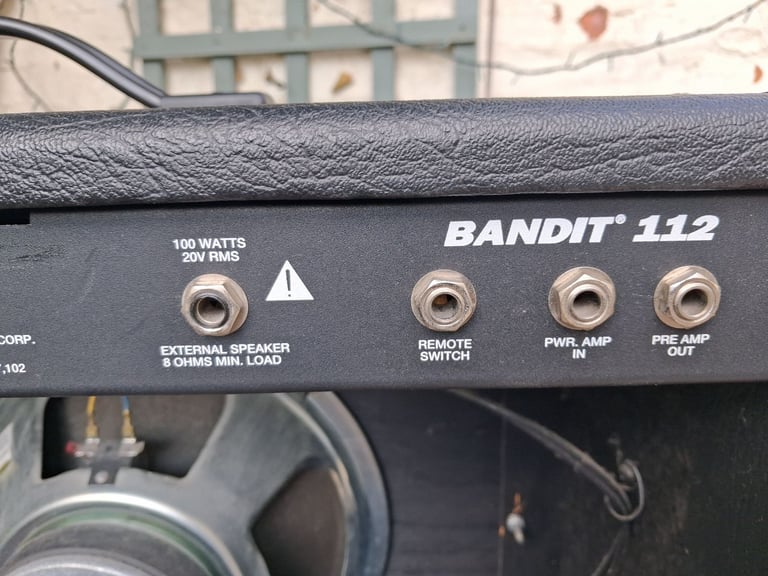 BANDIT® 112
100 WATTS
20V RMS
!
EXTERNAL SPEAKER
8 OHMS MIN. LOAD
REMOTE
SWITCH
PWR. AMP
IN
PRE AMP
OUT
CORP.
,102